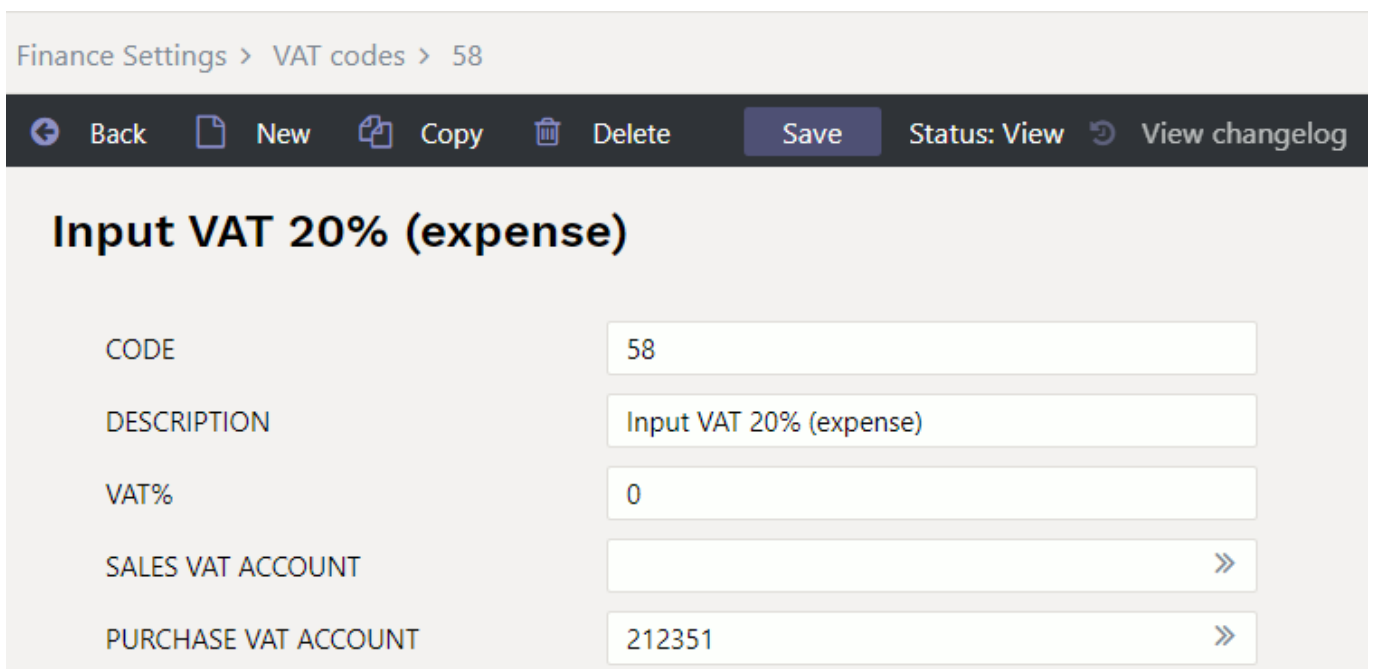 Finance Settings > VAT codes > 58
Back New Copy Delete Save Status: View View changelog
Input VAT 20% (expense)
CODE 58
DESCRIPTION Input VAT 20% (expense)
VAT% 0
SALES VAT ACCOUNT
PURCHASE VAT ACCOUNT 212351